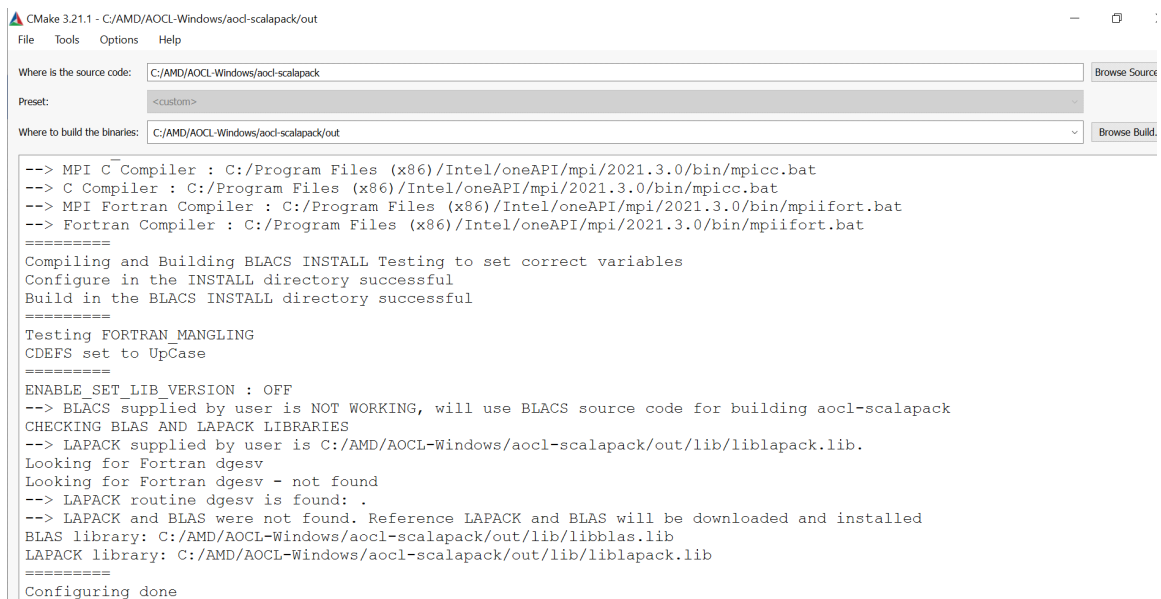 CMake 3.21.1 - C:/AMD/AOCL-Windows/aocl-scalapack/out
File Tools Options Help
Where is the source code: C:/AMD/AOCL-Windows/aocl-scalapack Browse Source
Preset: <custom>
Where to build the binaries: C:/AMD/AOCL-Windows/aocl-scalapack/out Browse Build.
--> MPI C Compiler : C:/Program Files (x86)/Intel/oneAPI/mpi/2021.3.0/bin/mpicc.bat
--> C Compiler : C:/Program Files (x86)/Intel/oneAPI/mpi/2021.3.0/bin/mpicc.bat
--> MPI Fortran Compiler : C:/Program Files (x86)/Intel/oneAPI/mpi/2021.3.0/bin/mpiifort.bat
--> Fortran Compiler : C:/Program Files (x86)/Intel/oneAPI/mpi/2021.3.0/bin/mpiifort.bat
=========
Compiling and Building BLACS INSTALL Testing to set correct variables
Configure in the INSTALL directory successful
Build in the BLACS INSTALL directory successful
=========
Testing FORTRAN_MANGLING
CDEFS set to UpCase
=========
ENABLE_SET_LIB_VERSION : OFF
--> BLACS supplied by user is NOT WORKING, will use BLACS source code for building aocl-scalapack
CHECKING BLAS AND LAPACK LIBRARIES
--> LAPACK supplied by user is C:/AMD/AOCL-Windows/aocl-scalapack/out/lib/liblapack.lib.
Looking for Fortran dgesv
Looking for Fortran dgesv - not found
--> LAPACK routine dgesv is found: .
--> LAPACK and BLAS were not found. Reference LAPACK and BLAS will be downloaded and installed
BLAS library: C:/AMD/AOCL-Windows/aocl-scalapack/out/lib/libblas.lib
LAPACK library: C:/AMD/AOCL-Windows/aocl-scalapack/out/lib/liblapack.lib
=========
Configuring done